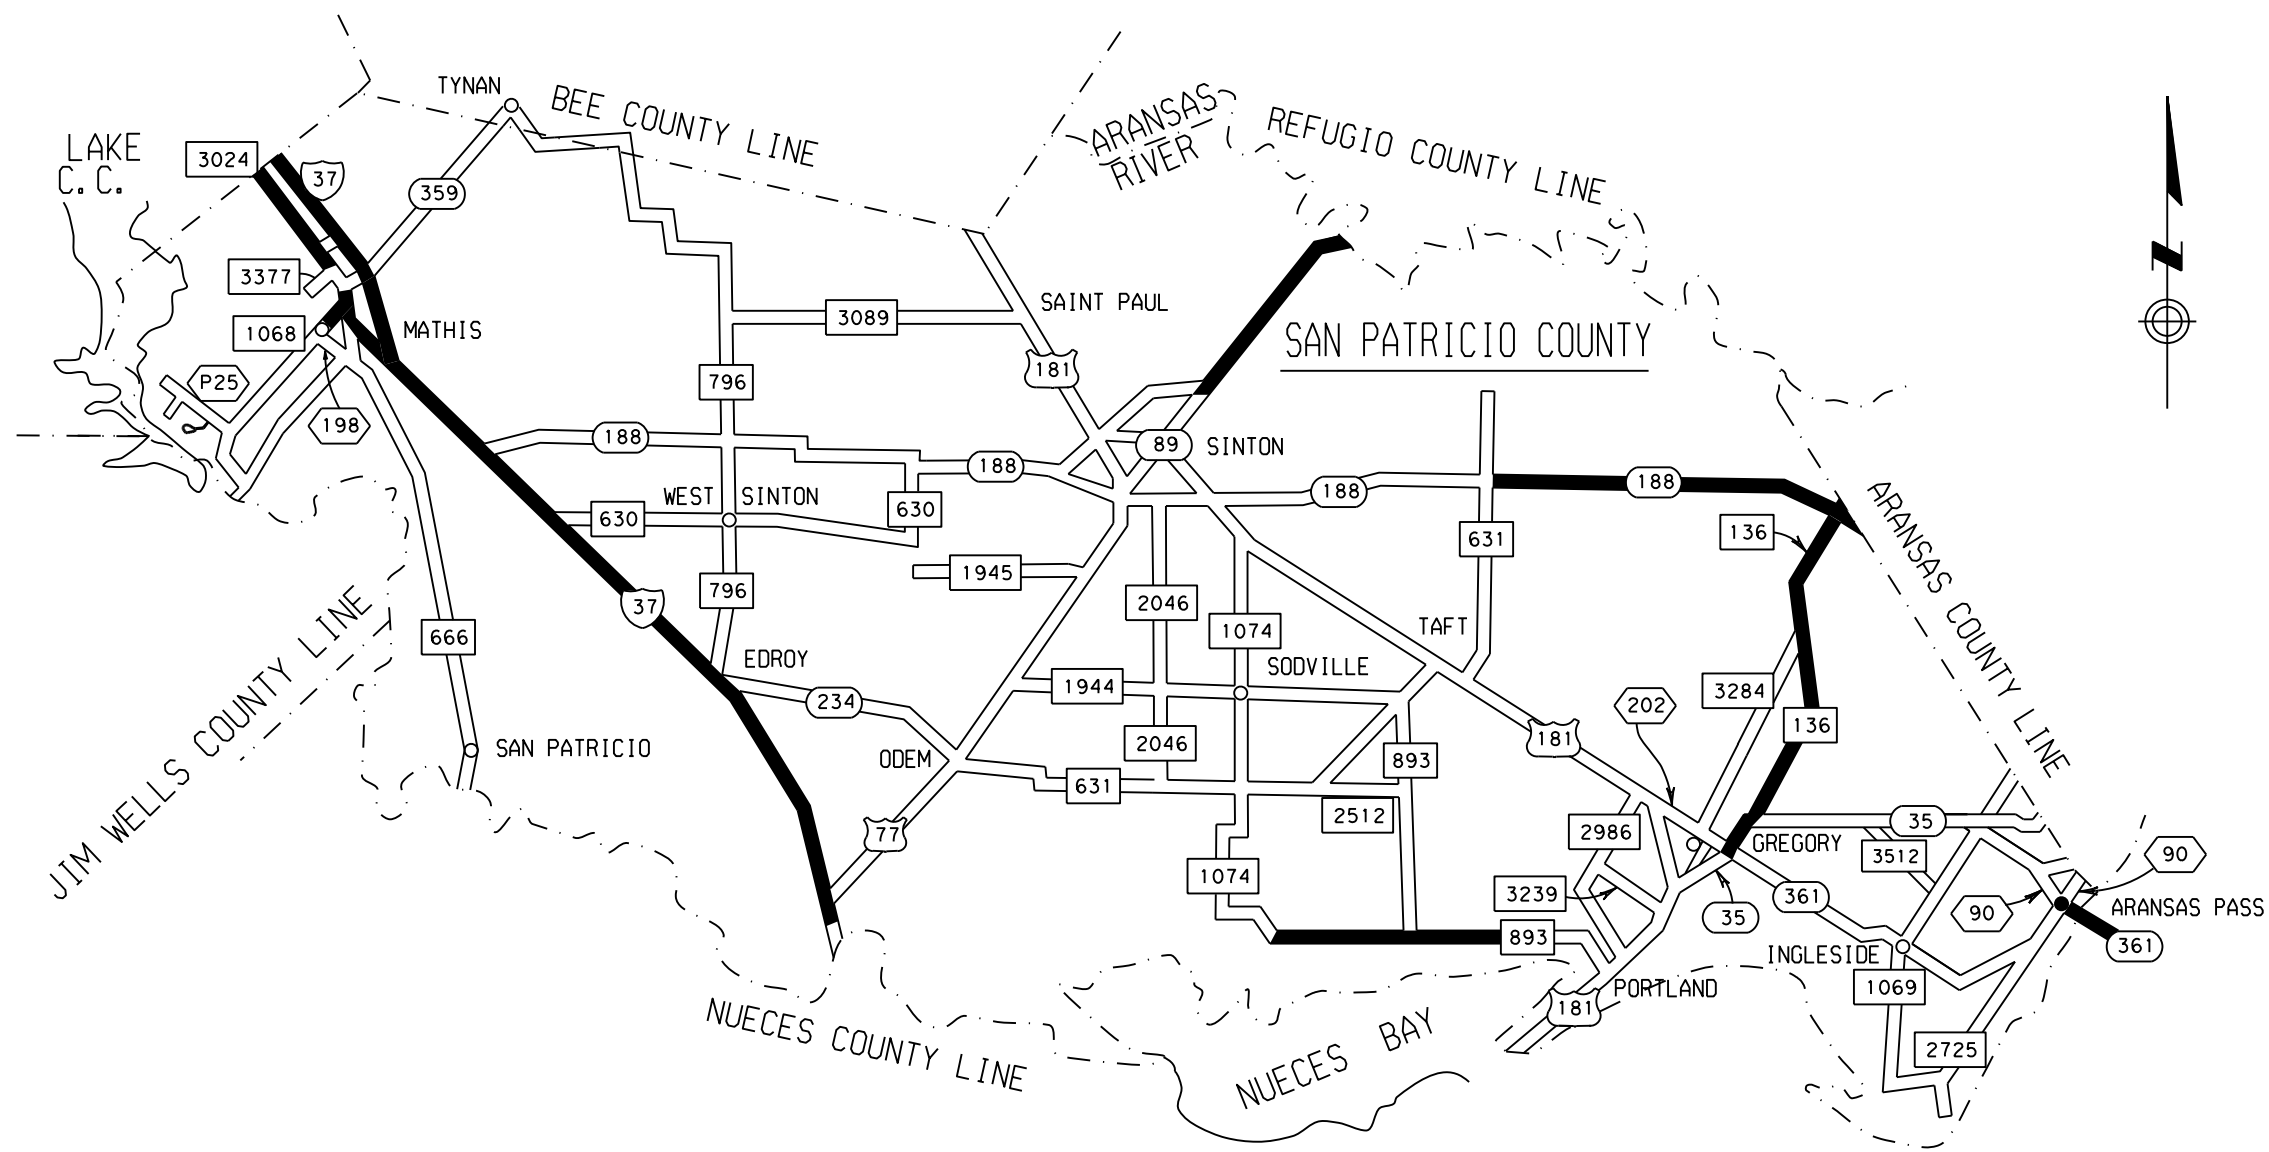 TYNAN
BEE COUNTY LINE
ARANSAS
RIVER
REFUGIO COUNTY LINE
LAKE
C. C.
3024
37
359
3377
SAINT PAUL
3089
1068
MATHIS
SAN PATRICIO COUNTY
N
P25
796
181
198
188
188
89
SINTON
188
188
WEST SINTON
630
630
136
631
ARANSAS COUNTY LINE
1945
796
37
2046
1074
TAFT
666
JIM WELLS COUNTY LINE
EDROY
SODVILLE
1944
234
3284
202
136
SAN PATRICIO
ODEM
2046
181
893
631
2512
77
2986
35
GREGORY
3512
90
1074
3239
361
35
90
ARANSAS PASS
893
361
INGLESIDE
1069
PORTLAND
181
NUECES COUNTY LINE
NUECES BAY
2725